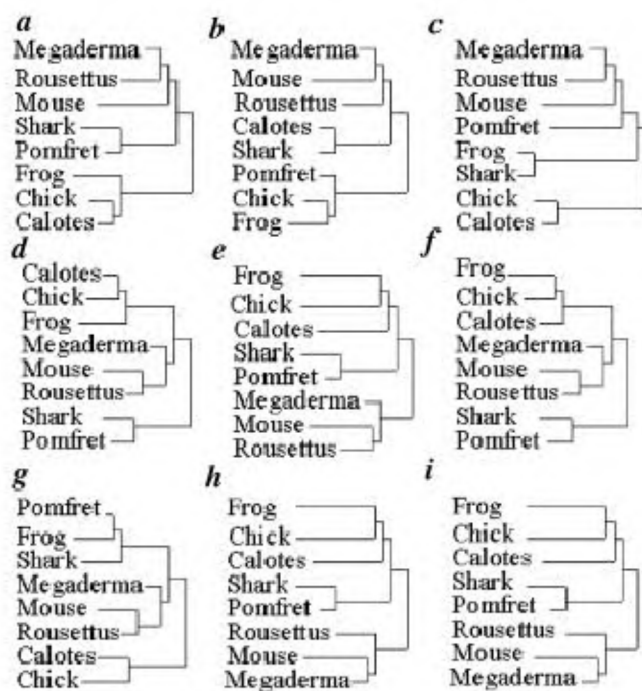 a
Megaderma
Rousettus
Mouse
Shark
Pomfret
Frog
Chick
Calotes
b
Megaderma
Mouse
Rousettus
Calotes
Shark
Pomfret
Chick
Frog
c
Megaderma
Rousettus
Mouse
Pomfret
Frog
Shark
Chick
Calotes
d
Calotes
Chick
Frog
Megaderma
Mouse
Rousettus
Shark
Pomfret
e
Frog
Chick
Calotes
Shark
Pomfret
Megaderma
Mouse
Rousettus
f
Frog
Chick
Calotes
Megaderma
Mouse
Rousettus
Shark
Pomfret
g
Pomfret
Frog
Shark
Megaderma
Mouse
Rousettus
Calotes
Chick
h
Frog
Chick
Calotes
Shark
Pomfret
Rousettus
Mouse
Megaderma
i
Frog
Chick
Calotes
Shark
Pomfret
Rousettus
Mouse
Megaderma